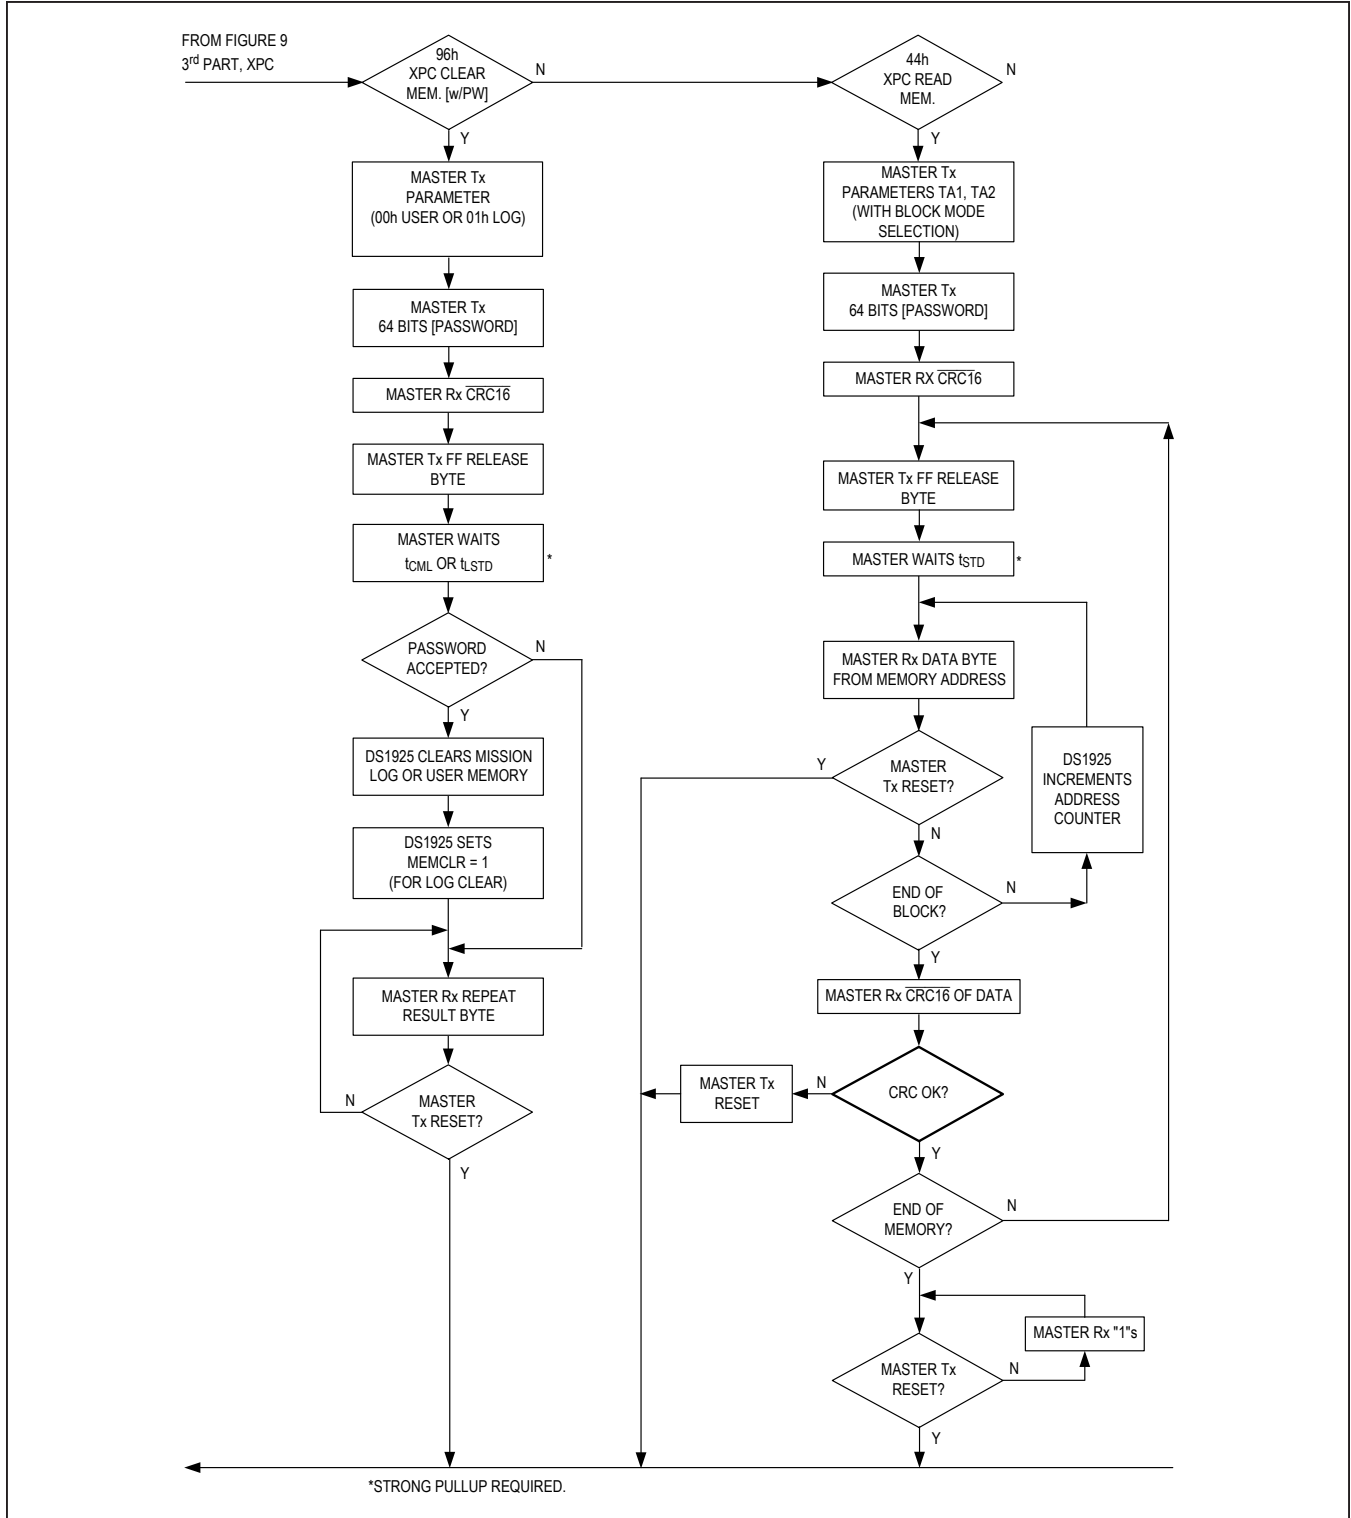 FROM FIGURE 9
3rd PART, XPC
96h
XPC CLEAR
MEM. [w/PW]
N
Y
MASTER Tx
PARAMETER
(00h USER OR 01h LOG)
MASTER Tx
64 BITS [PASSWORD]
MASTER Rx CRC16
MASTER Tx FF RELEASE
BYTE
MASTER WAITS
tCML OR tLSTD
*
PASSWORD
ACCEPTED?
N
Y
DS1925 CLEARS MISSION
LOG OR USER MEMORY
DS1925 SETS
MEMCLR = 1
(FOR LOG CLEAR)
MASTER Rx REPEAT
RESULT BYTE
MASTER
Tx RESET?
N
Y
44h
XPC READ
MEM.
N
Y
MASTER Tx
PARAMETERS TA1, TA2
(WITH BLOCK MODE
SELECTION)
MASTER Tx
64 BITS [PASSWORD]
MASTER RX CRC16
MASTER Tx FF RELEASE
BYTE
MASTER WAITS tSTD
*
MASTER Rx DATA BYTE
FROM MEMORY ADDRESS
MASTER
Tx RESET?
Y
N
DS1925
INCREMENTS
ADDRESS
COUNTER
END OF
BLOCK?
N
Y
MASTER Rx CRC16 OF DATA
CRC OK?
N
MASTER Tx
RESET
Y
END OF
MEMORY?
N
Y
MASTER Rx "1"s
MASTER Tx
RESET?
N
Y
*STRONG PULLUP REQUIRED.